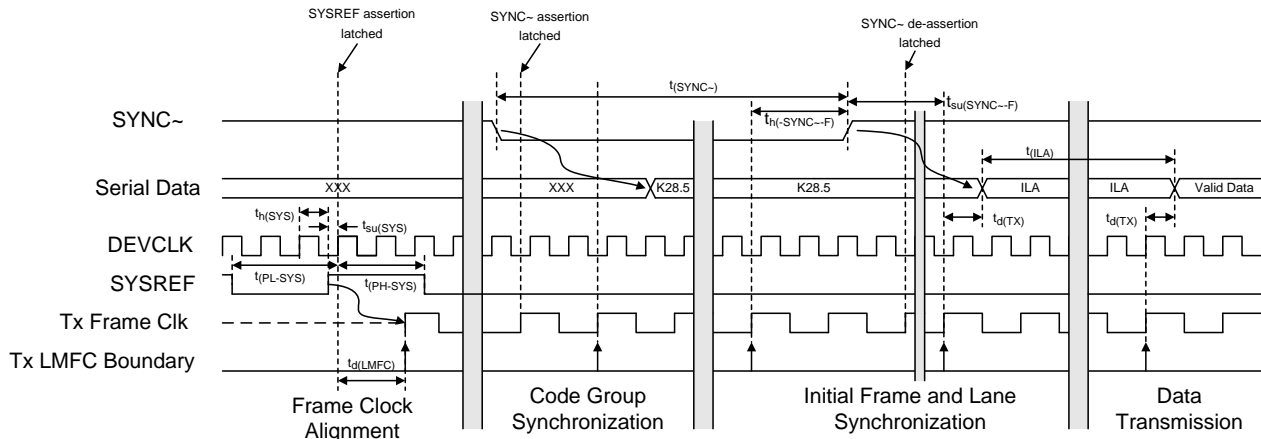 SYSREF assertion
latched
SYNC~ assertion
latched
SYNC~ de-assertion
latched
t(SYNC~)
tsu(SYNC~-F)
th(-SYNC~-F)
SYNC~
t(ILA)
Serial Data
XXX
XXX
K28.5
K28.5
ILA
ILA
Valid Data
th(SYS)
tsu(SYS)
td(TX)
td(TX)
DEVCLK
t(PL-SYS)
t(PH-SYS)
SYSREF
Tx Frame Clk
Tx LMFC Boundary
td(LMFC)
Frame Clock
Alignment
Code Group
Synchronization
Initial Frame and Lane
Synchronization
Data
Transmission